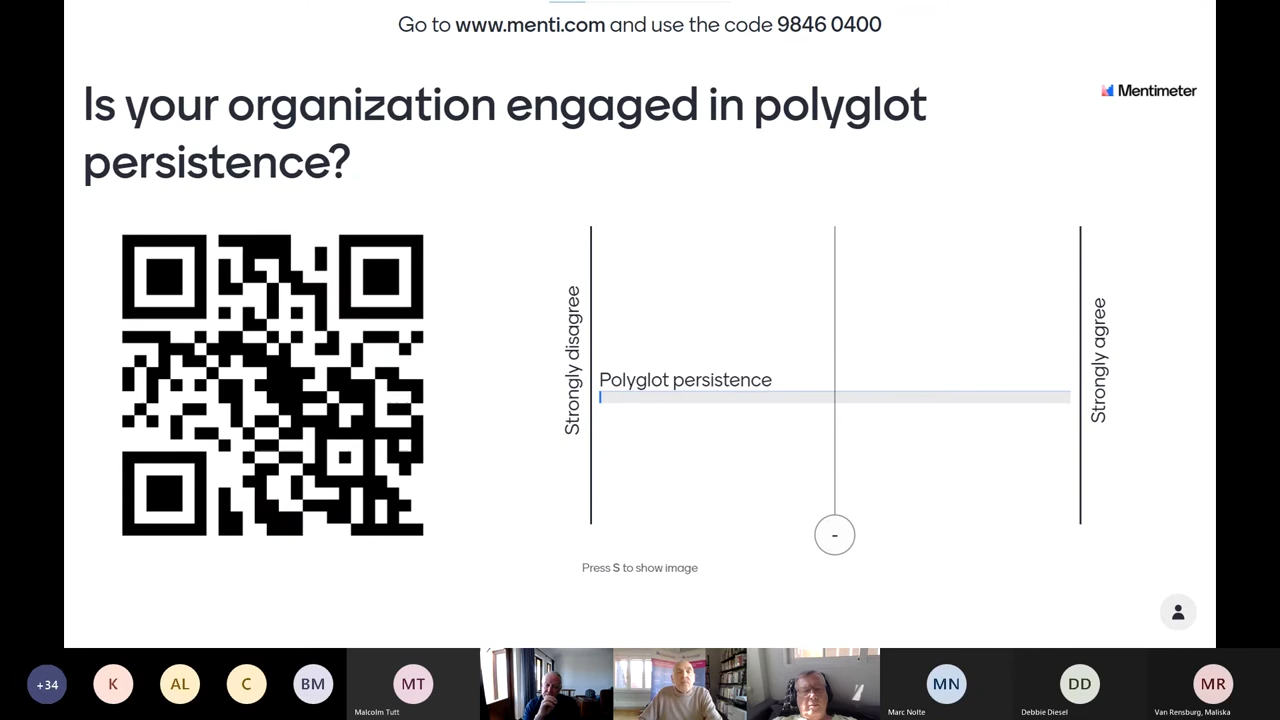 Go to www.menti.com and use the code 9846 0400
Is your organization engaged in polyglot
persistence?
Mentimeter
Strongly disagree
Polyglot persistence
Strongly agree
-
Press S to show image
+34
K
AL
C
BM
MT
Malcolm Tutt
MN
Marc Nolte
DD
Debbie Diesel
MR
Van Rensburg, Maliska